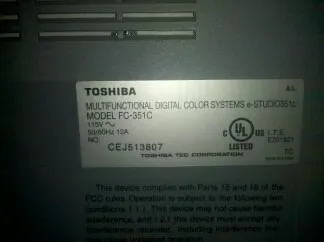 TOSHIBA
A.L.
MULTIFUNCTIONAL DIGITAL COLOR SYSTEMS e-STUDIO351c
MODEL FC-351C
115V ~
50/60Hz 12A
NO. CEJ513807
C UL US I.T.E.
LISTED
TC
TOSHIBA TEC CORPORATION
This device complies with Parts 15 and 18 of the
FCC rules. Operation is subject to the following two
conditions. (1) This device may not cause harmful
interference, and (2) this device must accept any
interference received, including